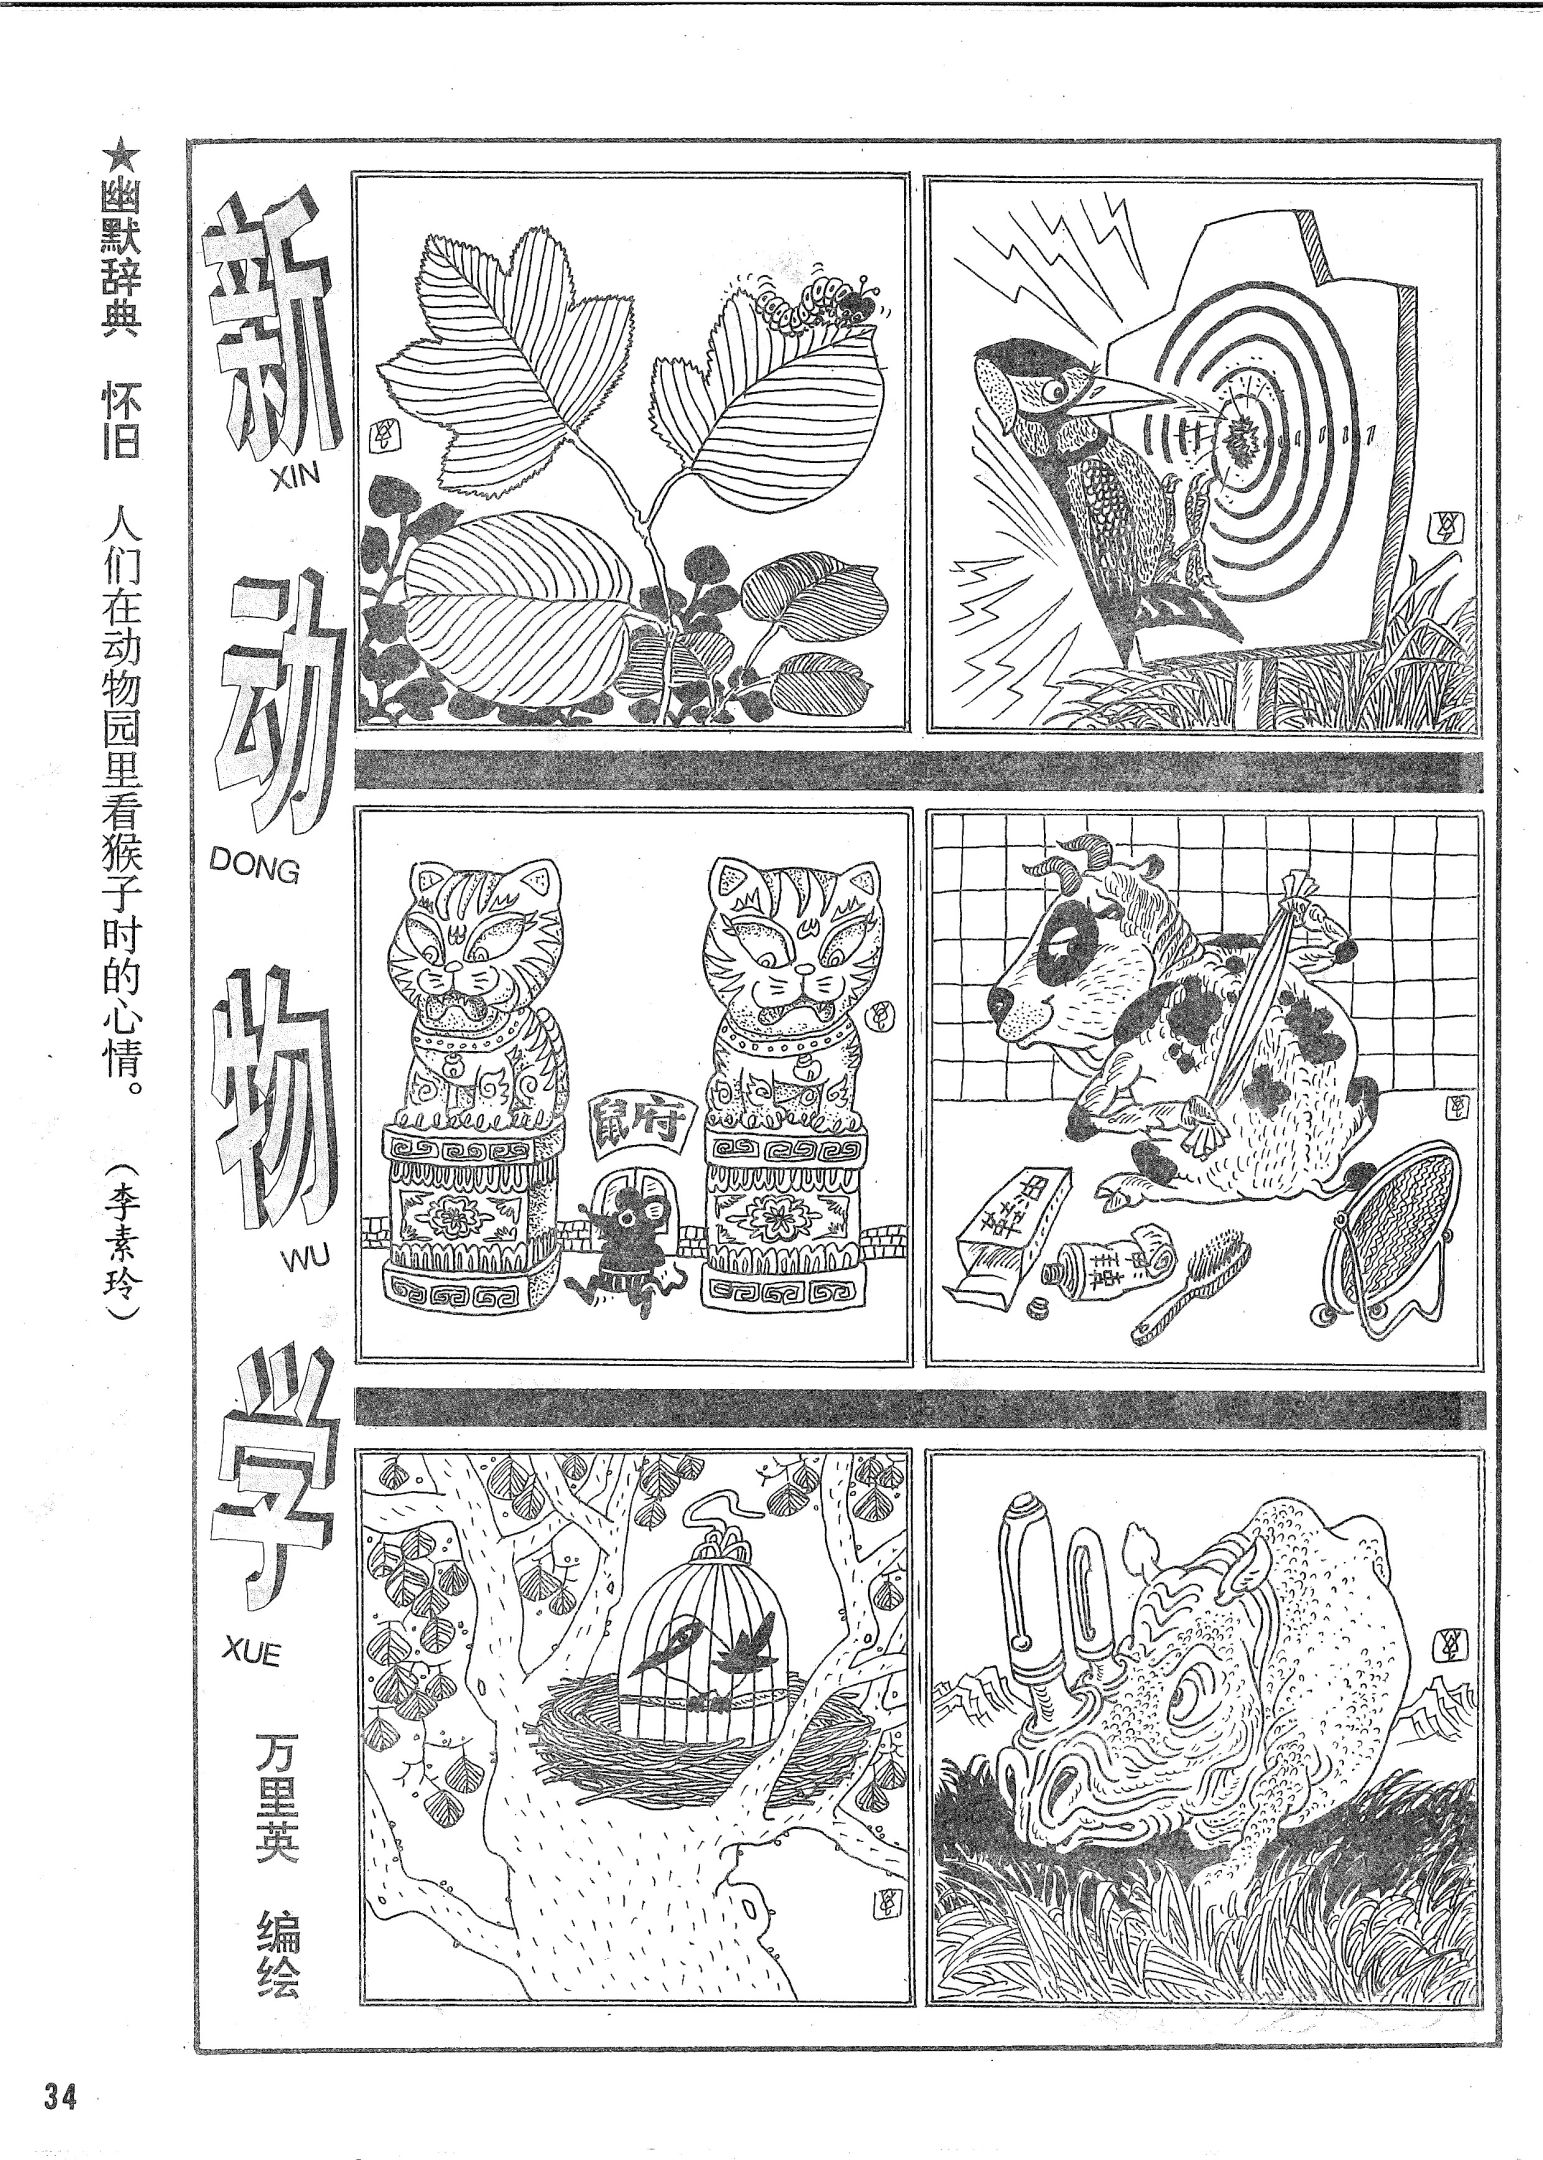 ★幽默辞典　怀旧　人们在动物园里看猴子时的心情。　（李素玲）
新
XIN
动
DONG
物
WU
学
XUE
万里英　编绘
鼠府
34